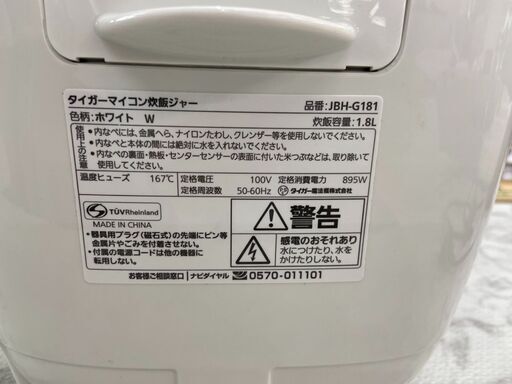 タイガーマイコン炊飯ジャー 品番:JBH-G181
色柄:ホワイト W 炊飯容量:1.8L
使用上の注意
●内なべには、金属へら、ナイロンたわし、クレンザー等を使用しないでください。
●内なべと本体の間には絶対に水を入れないでください。
●内なべの裏面・熱板・センターセンサーの表面に付いた米つぶなどは、取り除いて使用してください。
温度ヒューズ 167℃ 定格電圧 100V 定格消費電力 895W
定格周波数 50-60Hz タイガー魔法瓶株式会社
TÜVRheinland
MADE IN CHINA
●器具用プラグ(磁石式)の先端にピン等
金属片やごみを付着させない。
●付属の電源コードは他の機器に
転用しない。
警告
感電のおそれあり
水につけたり、水を
かけたりしない
お客様ご相談窓口 ナビダイヤル 0570-011101